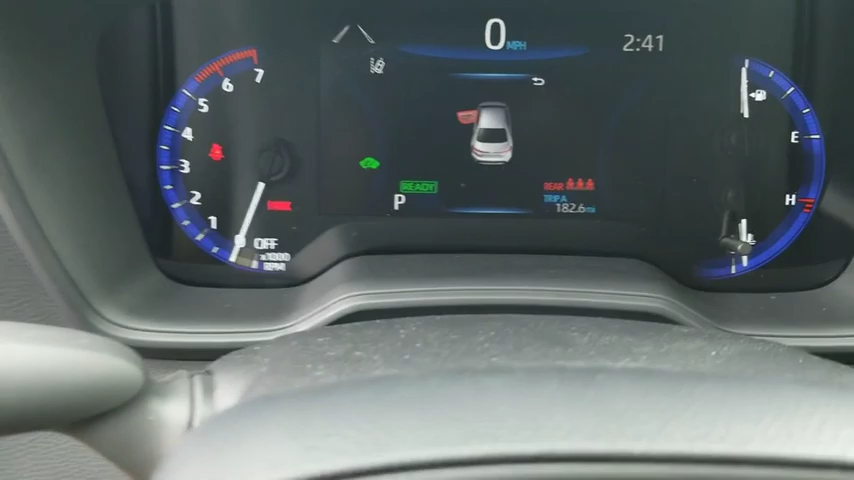 0 MPH
2:41
7
6
5
4
3
2
1
0
OFF
x1000
RPM
READY
P
REAR
TRIP A
182.6 mi
E
H